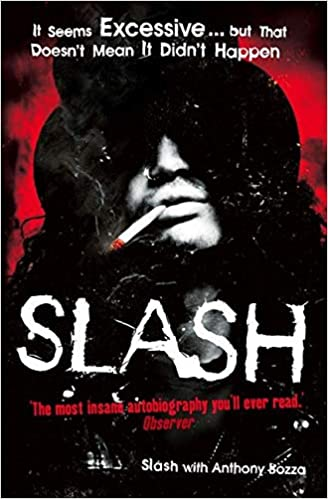 It Seems Excessive... but That
Doesn't Mean It Didn't Happen
SLASH
'The most insane autobiography you'll ever read.'
Observer
Slash with Anthony Bozza